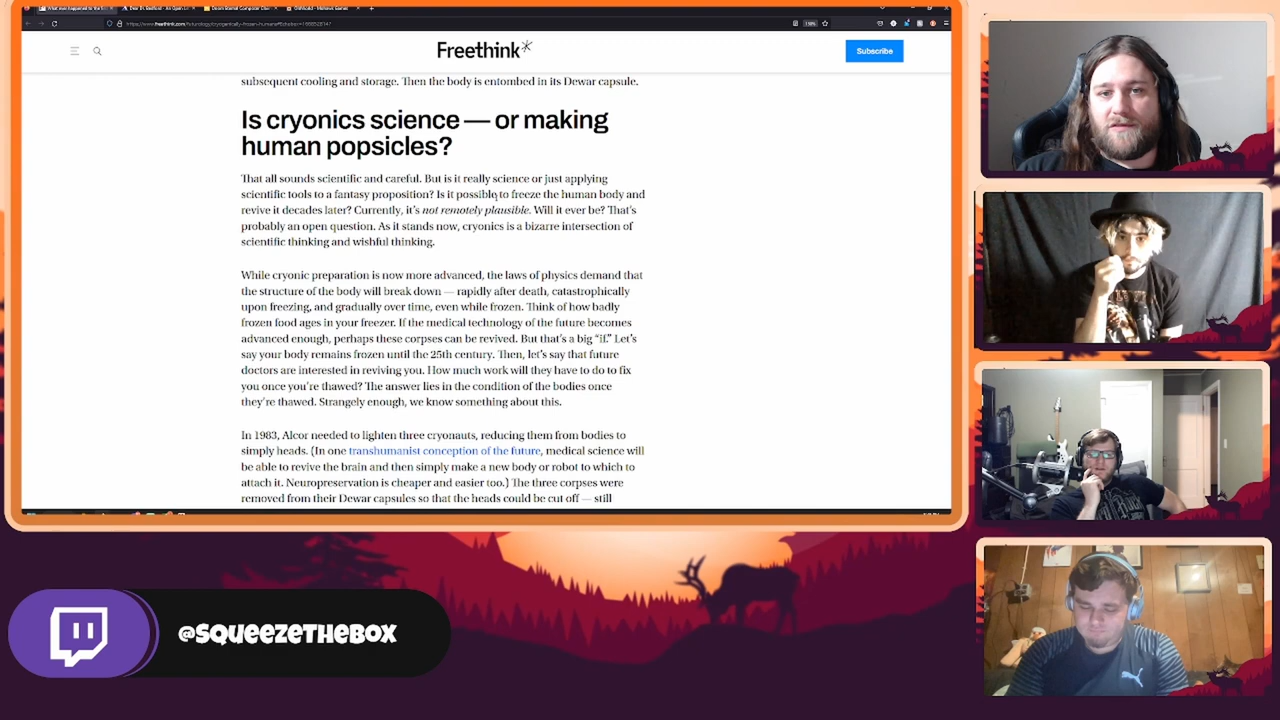 https://www.freethink.com/futurology/cryogenically-frozen-humans
Freethink*
Subscribe
subsequent cooling and storage. Then the body is entombed in its Dewar capsule.
Is cryonics science — or making
human popsicles?
That all sounds scientific and careful. But is it really science or just applying
scientific tools to a fantasy proposition? Is it possible to freeze the human body and
revive it decades later? Currently, it's not remotely plausible. Will it ever be? That's
probably an open question. As it stands now, cryonics is a bizarre intersection of
scientific thinking and wishful thinking.
While cryonic preparation is now more advanced, the laws of physics demand that
the structure of the body will break down — rapidly after death, catastrophically
upon freezing, and gradually over time, even while frozen. Think of how badly
frozen food ages in your freezer. If the medical technology of the future becomes
advanced enough, perhaps these corpses can be revived. But that's a big "if." Let's
say your body remains frozen until the 25th century. Then, let's say that future
doctors are interested in reviving you. How much work will they have to do to fix
you once you're thawed? The answer lies in the condition of the bodies once
they're thawed. Strangely enough, we know something about this.
In 1983, Alcor needed to lighten three cryonauts, reducing them from bodies to
simply heads. (In one transhumanist conception of the future, medical science will
be able to revive the brain and then simply make a new body or robot to which to
attach it. Neuropreservation is cheaper and easier too.) The three corpses were
removed from their Dewar capsules so that the heads could be cut off — still
@SQUEEZETHEBOX